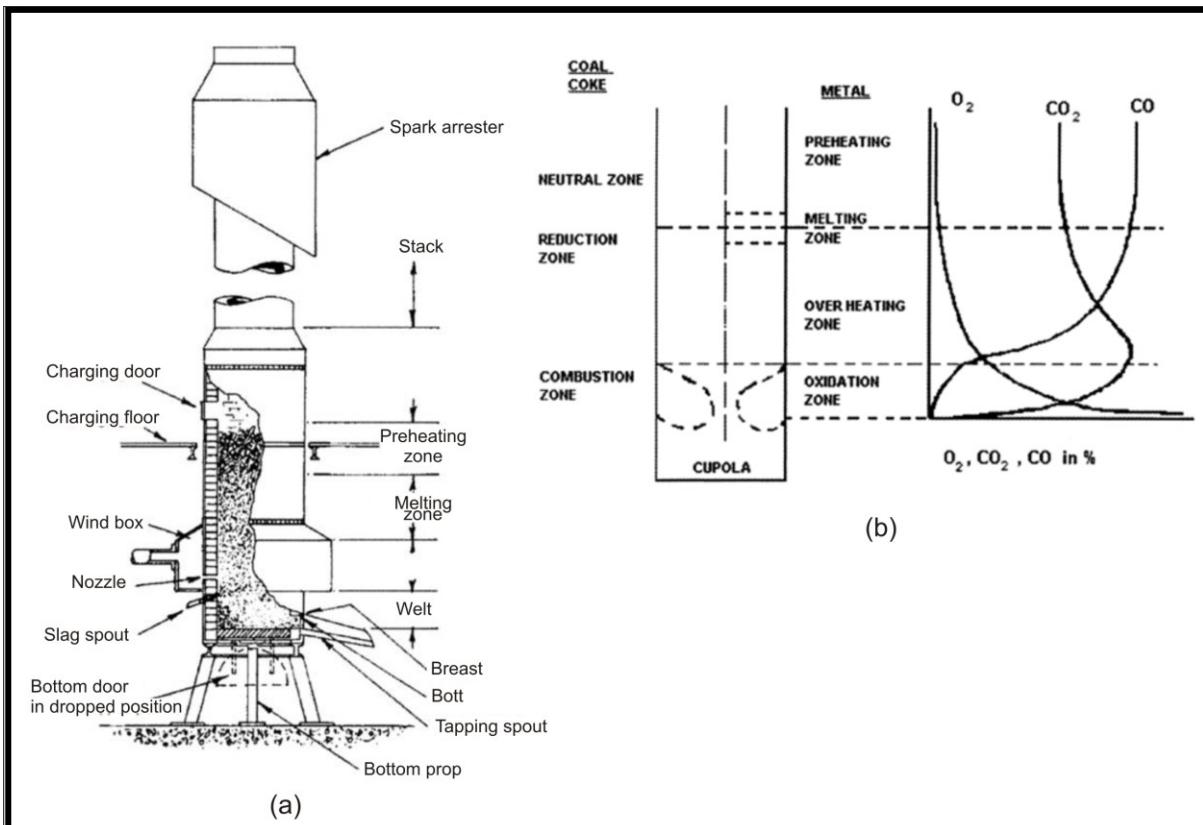 Spark arrester
Stack
Charging door
Charging floor
Preheating
zone
Melting
zone
Wind box
Nozzle
Welt
Slag spout
Breast
Bottom door
in dropped position
Bott
Tapping spout
Bottom prop
(a)
COAL
COKE
METAL
O2
CO2
CO
PREHEATING
ZONE
NEUTRAL ZONE
MELTING
ZONE
REDUCTION
ZONE
OVER HEATING
ZONE
COMBUSTION
ZONE
OXIDATION
ZONE
CUPOLA
O2, CO2 , CO in %
(b)